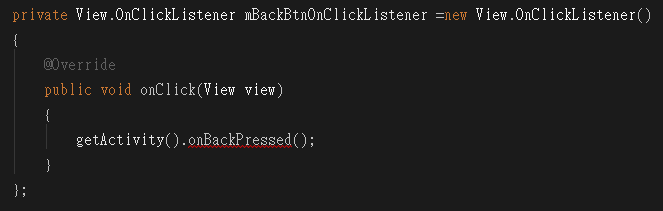 private View.OnClickListener mBackBtnOnClickListener =new View.OnClickListener()
{
@Override
public void onClick(View view)
{
getActivity().onBackPressed();
}
};